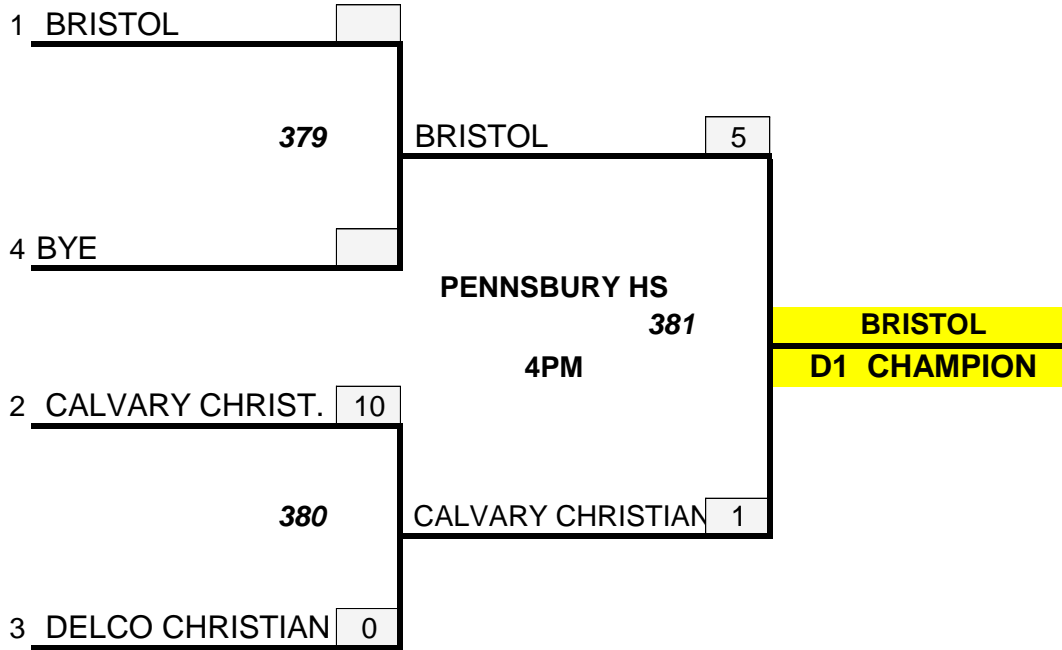 1 BRISTOL
379 BRISTOL 5
4 BYE
PENNSBURY HS
381 BRISTOL
4PM D1 CHAMPION
2 CALVARY CHRIST. 10
380 CALVARY CHRISTIAN 1
3 DELCO CHRISTIAN 0